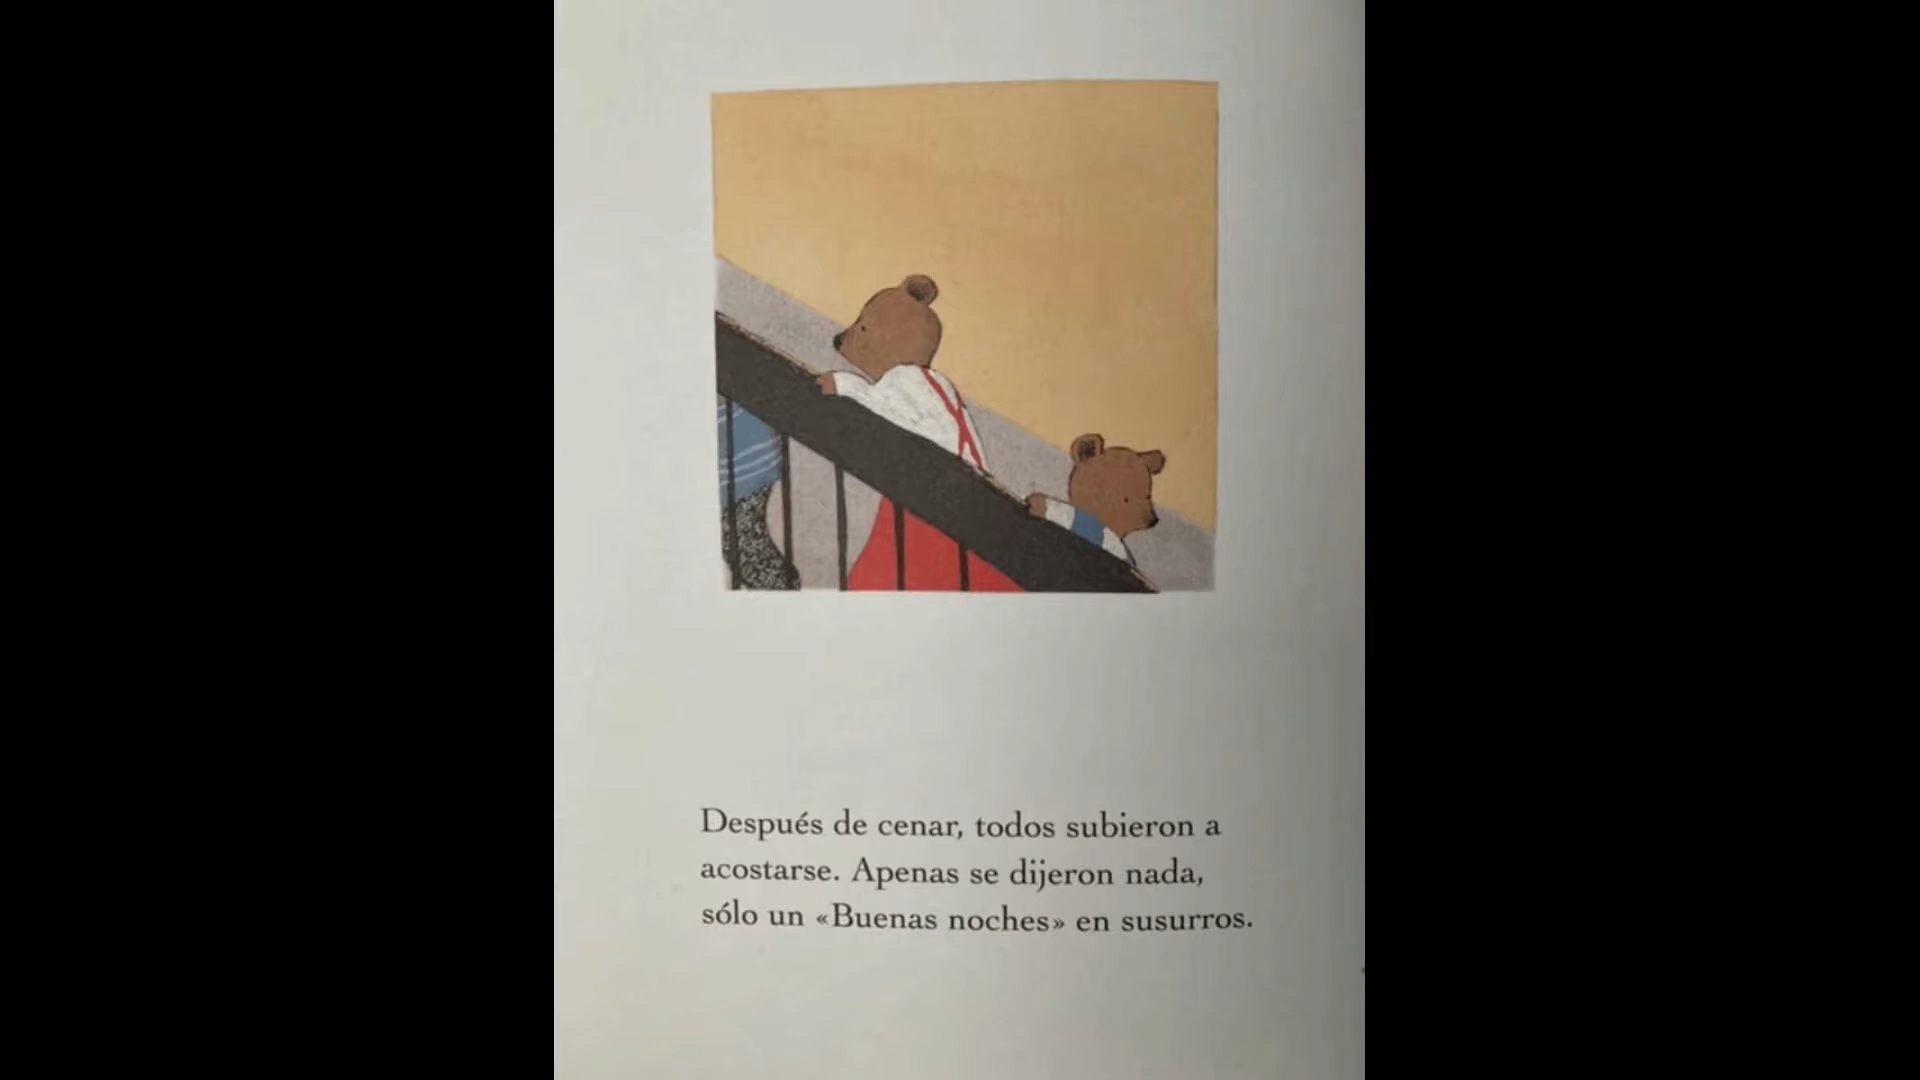 Después de cenar, todos subieron a
acostarse. Apenas se dijeron nada,
sólo un «Buenas noches» en susurros.